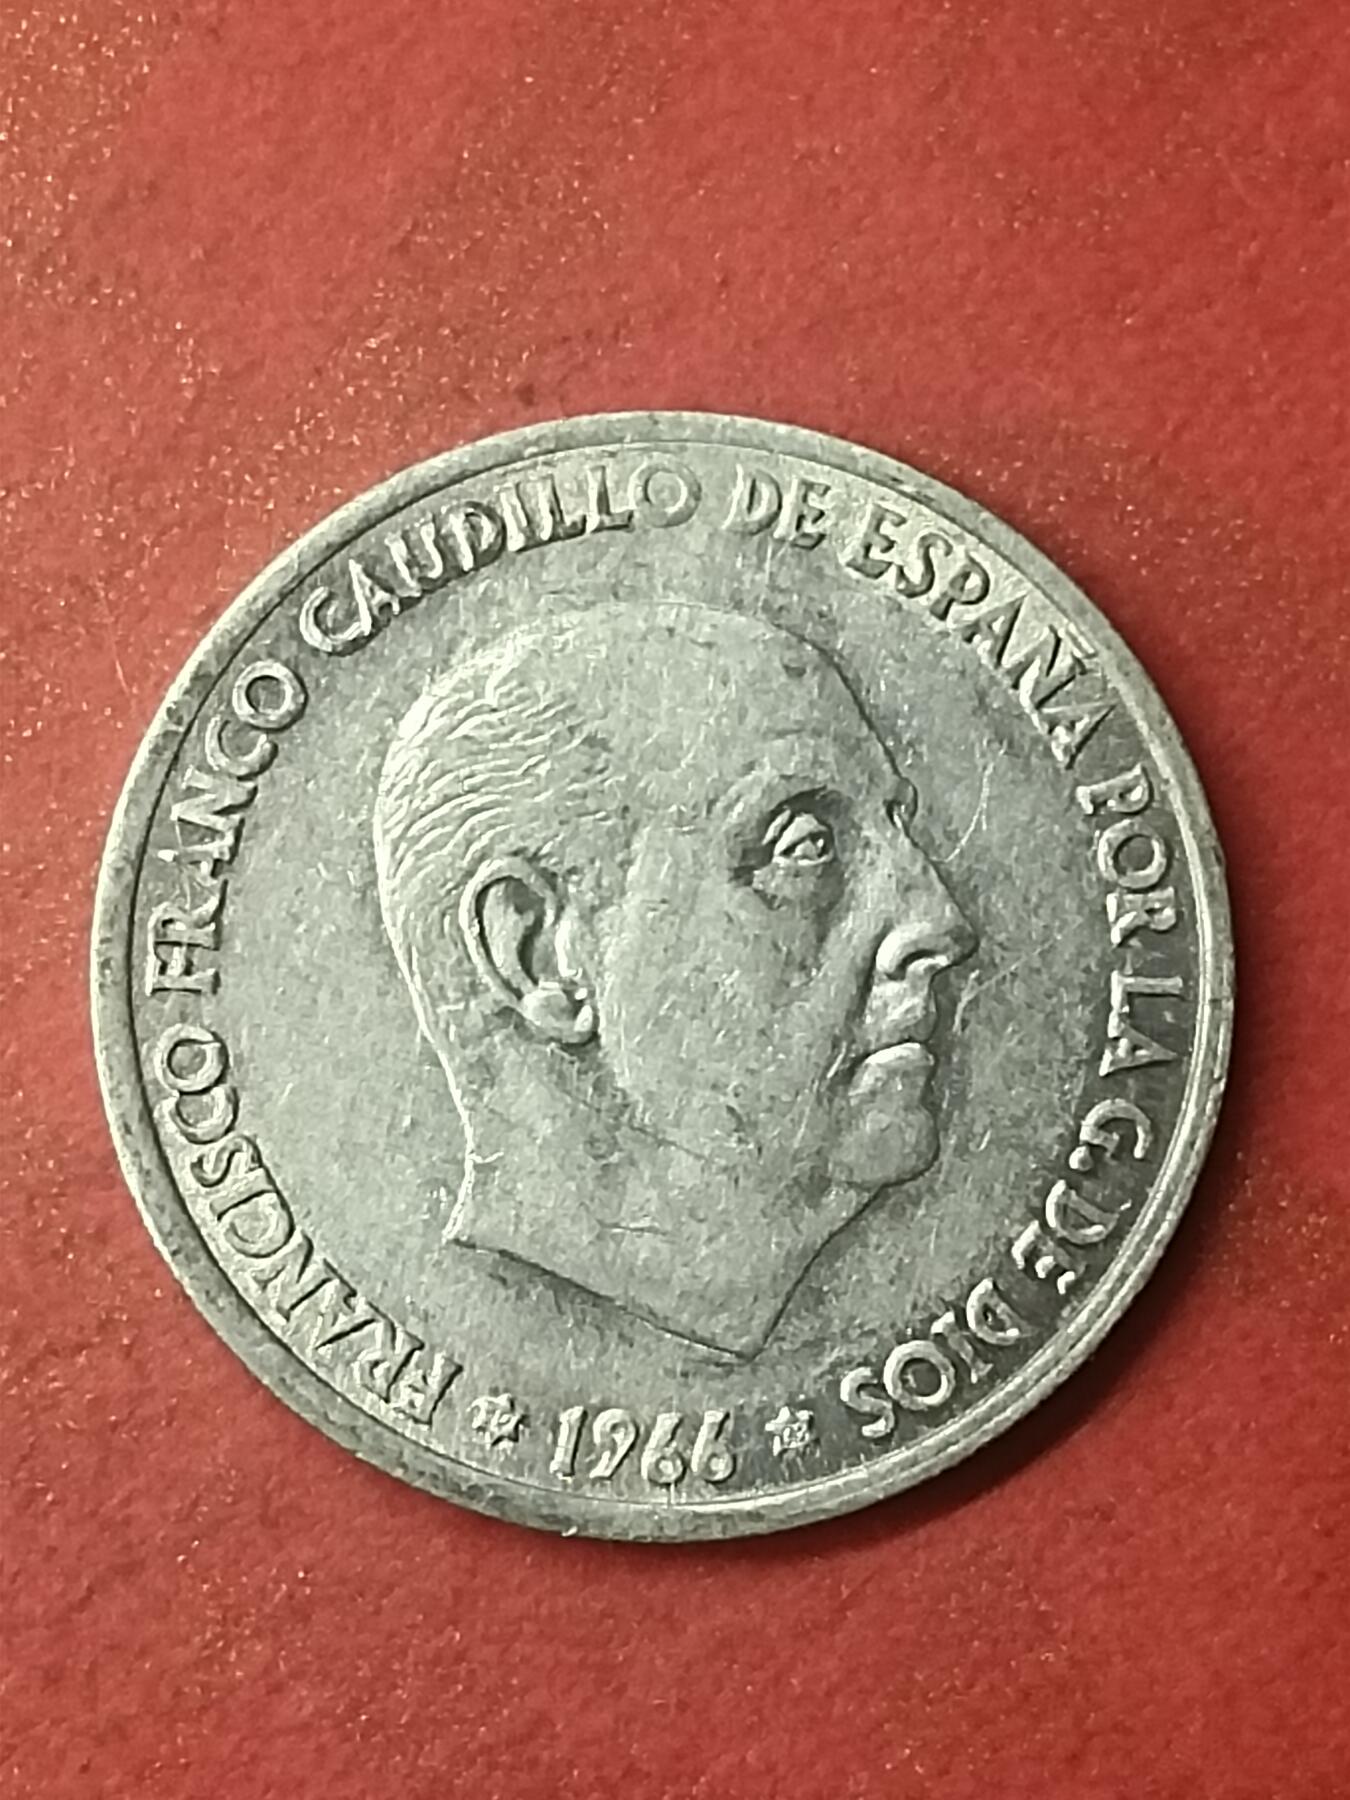 FRANCISCO FRANCO CAUDILLO DE ESPAÑA POR LA G. DE DIOS
1966